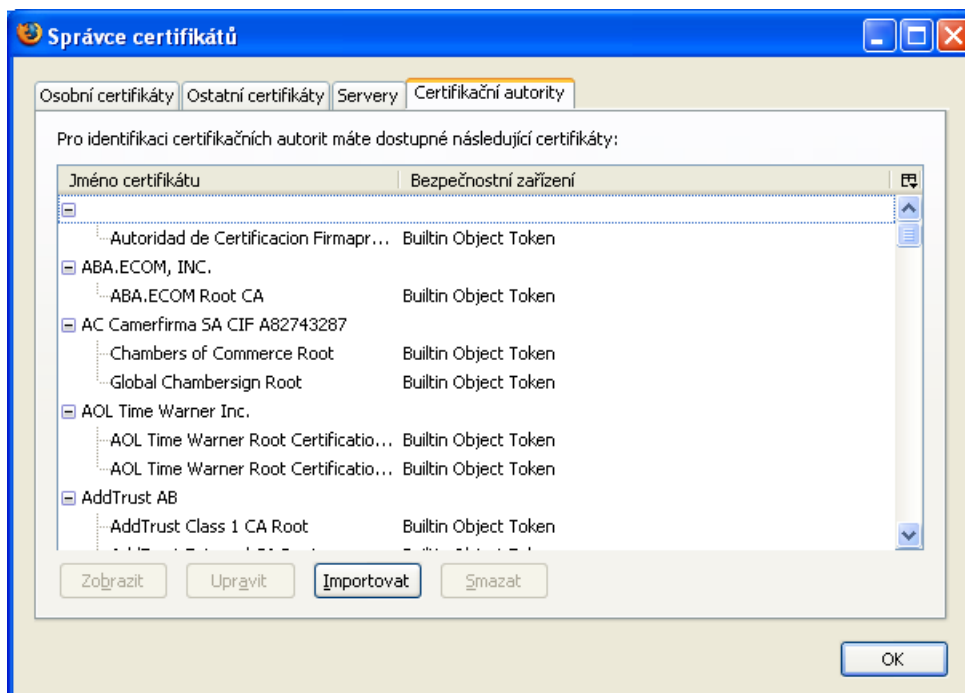 Správce certifikátů
Osobní certifikáty Ostatní certifikáty Servery Certifikační autority
Pro identifikaci certifikačních autorit máte dostupné následující certifikáty:
Jméno certifikátu Bezpečnostní zařízení
Autoridad de Certificacion Firmapr... Builtin Object Token
ABA.ECOM, INC.
ABA.ECOM Root CA Builtin Object Token
AC Camerfirma SA CIF A82743287
Chambers of Commerce Root Builtin Object Token
Global Chambersign Root Builtin Object Token
AOL Time Warner Inc.
AOL Time Warner Root Certificatio... Builtin Object Token
AOL Time Warner Root Certificatio... Builtin Object Token
AddTrust AB
AddTrust Class 1 CA Root Builtin Object Token
Zobrazit Upravit Importovat Smazat
OK